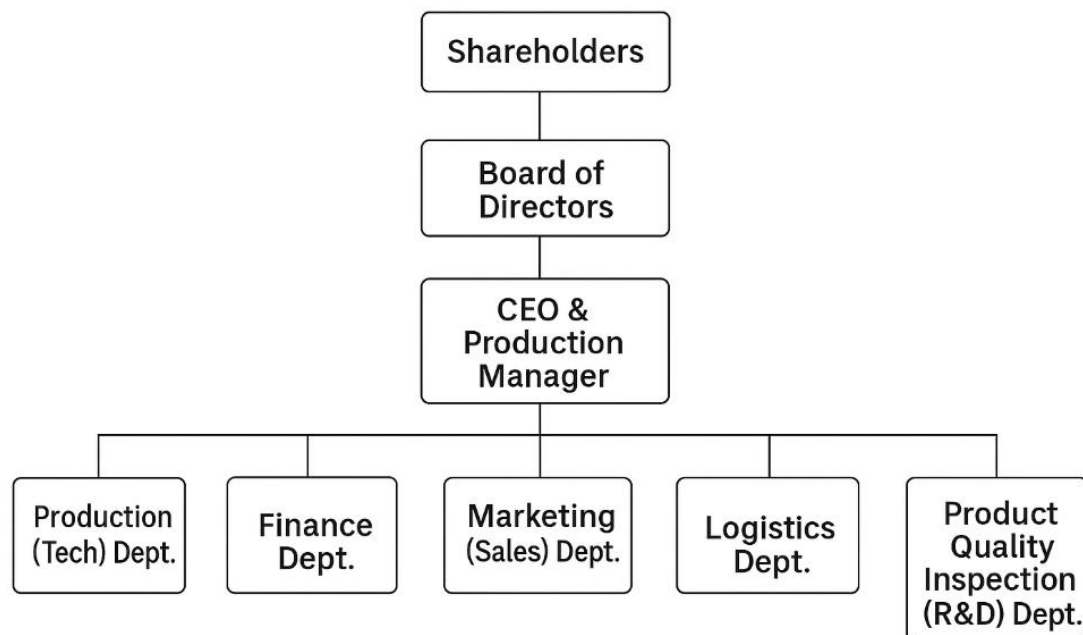 Shareholders
Board of
Directors
CEO &
Production
Manager
Production
(Tech) Dept.
Finance
Dept.
Marketing
(Sales) Dept.
Logistics
Dept.
Product
Quality
Inspection
(R&D) Dept.